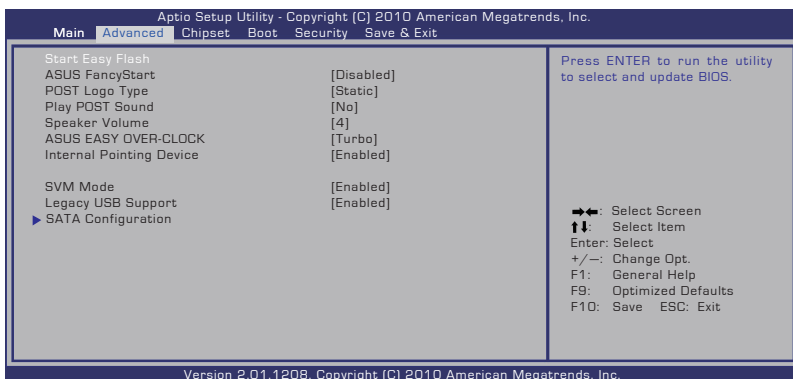 Aptio Setup Utility - Copyright (C) 2010 American Megatrends, Inc.
Main Advanced Chipset Boot Security Save & Exit
Start Easy Flash
ASUS FancyStart [Disabled]
POST Logo Type [Static]
Play POST Sound [No]
Speaker Volume [4]
ASUS EASY OVER-CLOCK [Turbo]
Internal Pointing Device [Enabled]
SVM Mode [Enabled]
Legacy USB Support [Enabled]
SATA Configuration
Press ENTER to run the utility
to select and update BIOS.
→←: Select Screen
↑↓: Select Item
Enter: Select
+/—: Change Opt.
F1: General Help
F9: Optimized Defaults
F10: Save ESC: Exit
Version 2.01.1208. Copyright (C) 2010 American Megatrends, Inc.